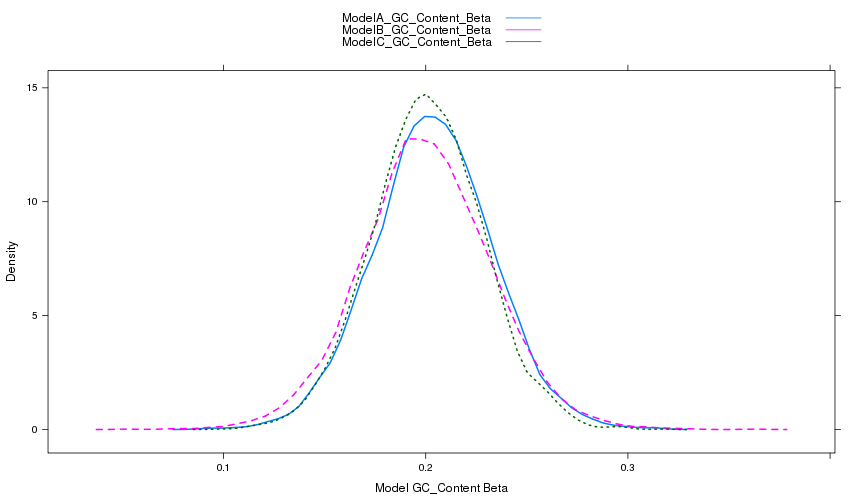 ModelA_GC_Content_Beta
ModelB_GC_Content_Beta
ModelC_GC_Content_Beta
15
10
5
0
Density
0.1
0.2
0.3
Model GC_Content Beta